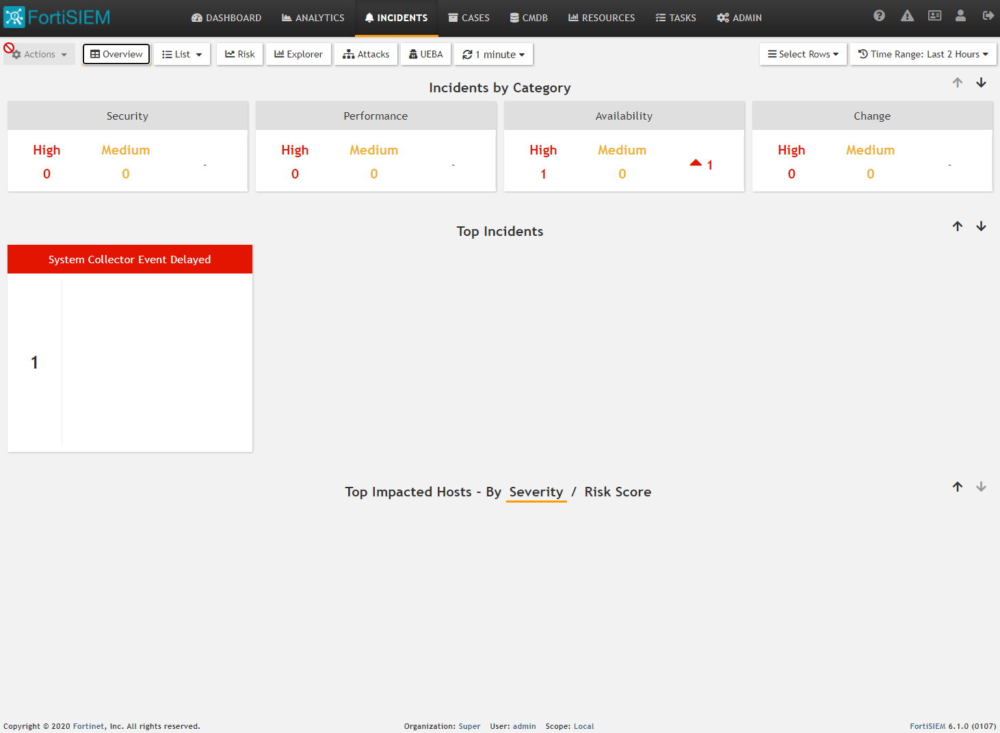 FortiSIEM
DASHBOARD ANALYTICS INCIDENTS CASES CMDB RESOURCES TASKS ADMIN
Actions Overview List Risk Explorer Attacks UEBA 1 minute Select Rows Time Range: Last 2 Hours
Incidents by Category
Security Performance Availability Change
High Medium High Medium High Medium High Medium
0 0 - 0 0 - 1 0 1 0 0 -
Top Incidents
System Collector Event Delayed
1
Top Impacted Hosts - By Severity / Risk Score
Copyright © 2020 Fortinet, Inc. All rights reserved. Organization: Super User: admin Scope: Local FortiSIEM 6.1.0 (0107)